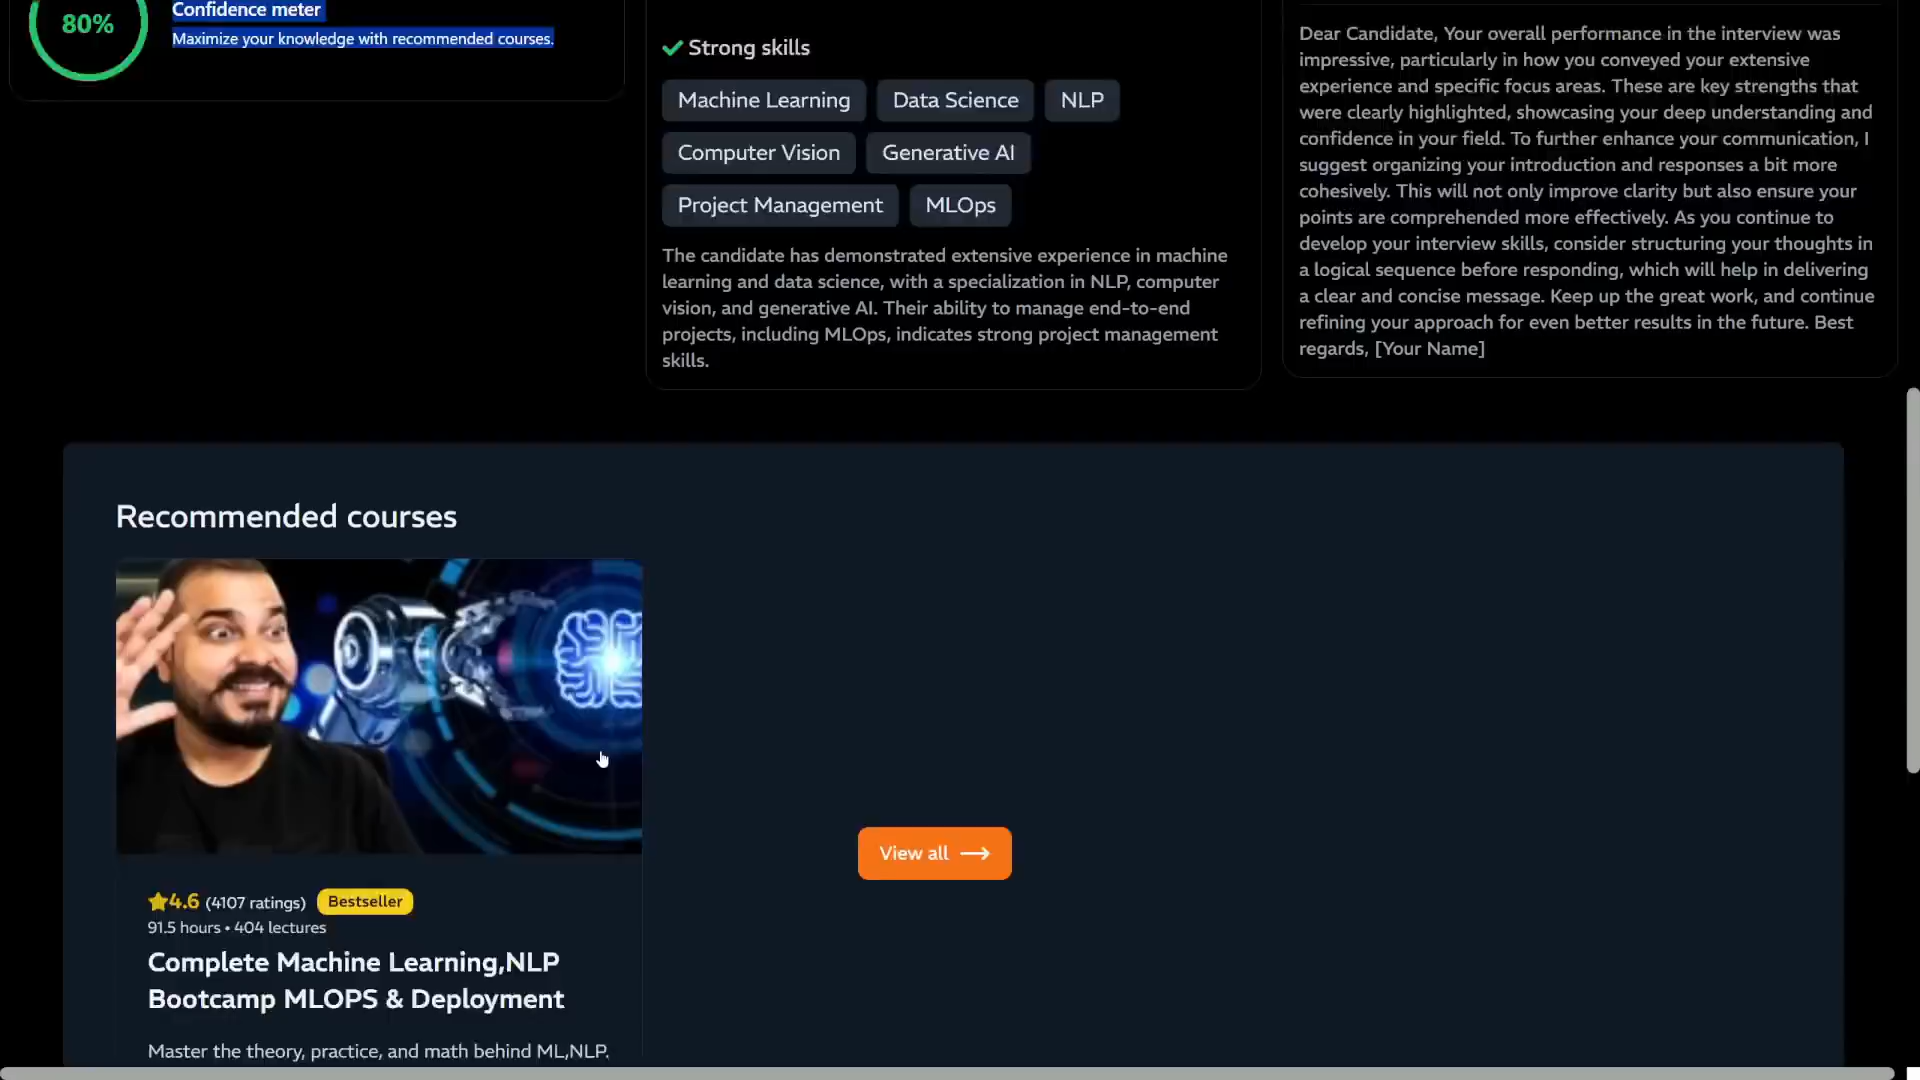 80%
Confidence meter
Maximize your knowledge with recommended courses.
Strong skills
Machine Learning
Data Science
NLP
Computer Vision
Generative AI
Project Management
MLOps
The candidate has demonstrated extensive experience in machine
learning and data science, with a specialization in NLP, computer
vision, and generative AI. Their ability to manage end-to-end
projects, including MLOps, indicates strong project management
skills.
Dear Candidate, Your overall performance in the interview was
impressive, particularly in how you conveyed your extensive
experience and specific focus areas. These are key strengths that
were clearly highlighted, showcasing your deep understanding and
confidence in your field. To further enhance your communication, I
suggest organizing your introduction and responses a bit more
cohesively. This will not only improve clarity but also ensure your
points are comprehended more effectively. As you continue to
develop your interview skills, consider structuring your thoughts in
a logical sequence before responding, which will help in delivering
a clear and concise message. Keep up the great work, and continue
refining your approach for even better results in the future. Best
regards, [Your Name]
Recommended courses
View all
4.6 (4107 ratings) Bestseller
91.5 hours • 404 lectures
Complete Machine Learning,NLP
Bootcamp MLOPS & Deployment
Master the theory, practice, and math behind ML,NLP.